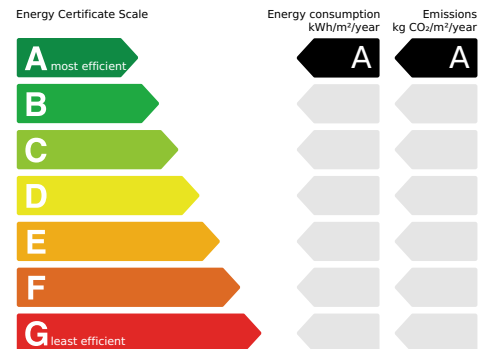 Energy Certificate Scale
Energy consumption
kWh/m²/year
Emissions
kg CO₂/m²/year
A most efficient
A
A
B
C
D
E
F
G least efficient